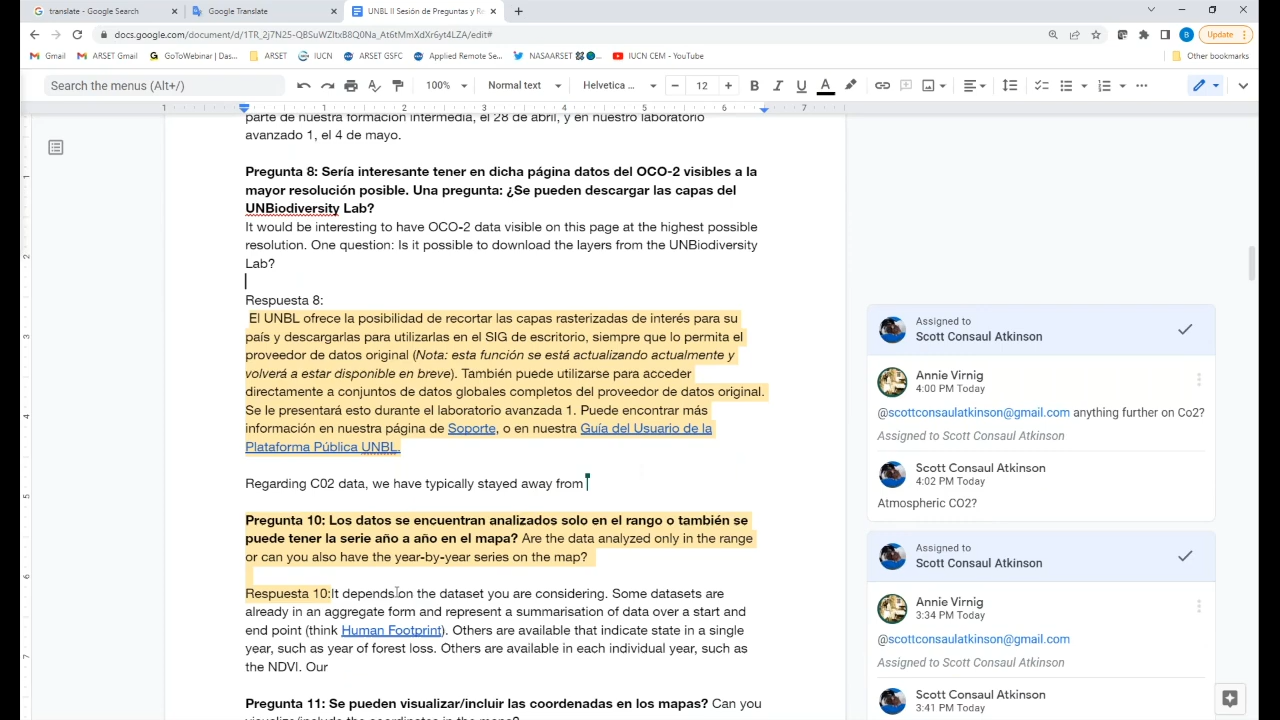 translate - Google Search
Google Translate
UNBL II Sesión de Preguntas y R
docs.google.com/document/d/1TR_2j7N25-QBSuWZItxB8Q0Na_At6tMmXdXr6yt4LZA/edit#
Update
Gmail
ARSET Gmail
GoToWebinar | Das...
ARSET
IUCN
ARSET GSFC
Applied Remote Se...
NASAARSET
IUCN CEM - YouTube
Other bookmarks
Search the menus (Alt+/)
100%
Normal text
Helvetica ...
12
parte de nuestra formación intermedia, el 28 de abril, y en nuestro laboratorio
avanzado 1, el 4 de mayo.
Pregunta 8: Sería interesante tener en dicha página datos del OCO-2 visibles a la
mayor resolución posible. Una pregunta: ¿Se pueden descargar las capas del
UNBiodiversity Lab?
It would be interesting to have OCO-2 data visible on this page at the highest possible
resolution. One question: Is it possible to download the layers from the UNBiodiversity
Lab?
Respuesta 8:
El UNBL ofrece la posibilidad de recortar las capas rasterizadas de interés para su
país y descargarlas para utilizarlas en el SIG de escritorio, siempre que lo permita el
proveedor de datos original (Nota: esta función se está actualizando actualmente y
volverá a estar disponible en breve). También puede utilizarse para acceder
directamente a conjuntos de datos globales completos del proveedor de datos original.
Se le presentará esto durante el laboratorio avanzada 1. Puede encontrar más
información en nuestra página de Soporte, o en nuestra Guía del Usuario de la
Plataforma Pública UNBL.
Regarding C02 data, we have typically stayed away from
Pregunta 10: Los datos se encuentran analizados solo en el rango o también se
puede tener la serie año a año en el mapa? Are the data analyzed only in the range
or can you also have the year-by-year series on the map?
Respuesta 10:It depends on the dataset you are considering. Some datasets are
already in an aggregate form and represent a summarisation of data over a start and
end point (think Human Footprint). Others are available that indicate state in a single
year, such as year of forest loss. Others are available in each individual year, such as
the NDVI. Our
Pregunta 11: Se pueden visualizar/incluir las coordenadas en los mapas? Can you
visualize/include the coordinates in the maps?
Assigned to
Scott Consaul Atkinson
Annie Virnig
4:00 PM Today
@scottconsaulatkinson@gmail.com anything further on Co2?
Assigned to Scott Consaul Atkinson
Scott Consaul Atkinson
4:02 PM Today
Atmospheric CO2?
Assigned to
Scott Consaul Atkinson
Annie Virnig
3:34 PM Today
@scottconsaulatkinson@gmail.com
Assigned to Scott Consaul Atkinson
Scott Consaul Atkinson
3:41 PM Today